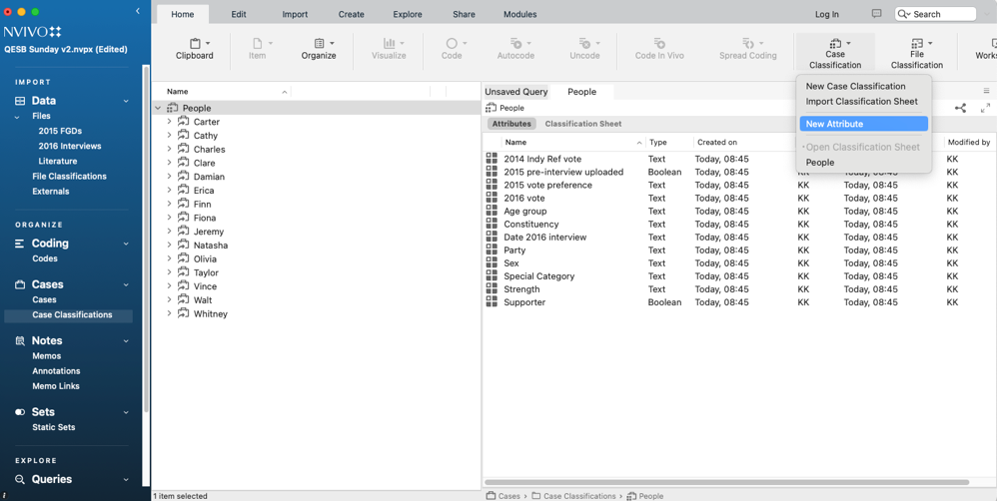 NVIVO
QESB Sunday v2.nvpx (Edited)
IMPORT
Data
Files
2015 FGDs
2016 Interviews
Literature
File Classifications
Externals
ORGANIZE
Coding
Codes
Cases
Cases
Case Classifications
Notes
Memos
Annotations
Memo Links
Sets
Static Sets
EXPLORE
Queries
Home Edit Import Create Explore Share Modules Log In Search
Clipboard Item Organize Visualize Code Autocode Uncode Code In Vivo Spread Coding Case Classification File Classification
Name
People
Carter
Cathy
Charles
Clare
Damian
Erica
Finn
Fiona
Jeremy
Natasha
Olivia
Taylor
Vince
Walt
Whitney
1 item selected
Unsaved Query People
People
Attributes Classification Sheet
Name Type Created on Modified by
2014 Indy Ref vote Text Today, 08:45 KK
2015 pre-interview uploaded Boolean Today, 08:45 KK Today, 08:45 KK
2015 vote preference Text Today, 08:45 KK Today, 08:45 KK
2016 vote Text Today, 08:45 KK Today, 08:45 KK
Age group Text Today, 08:45 KK Today, 08:45 KK
Constituency Text Today, 08:45 KK Today, 08:45 KK
Date 2016 interview Text Today, 08:45 KK Today, 08:45 KK
Party Text Today, 08:45 KK Today, 08:45 KK
Sex Text Today, 08:45 KK Today, 08:45 KK
Special Category Text Today, 08:45 KK Today, 08:45 KK
Strength Text Today, 08:45 KK Today, 08:45 KK
Supporter Boolean Today, 08:45 KK Today, 08:45 KK
New Case Classification
Import Classification Sheet
New Attribute
Open Classification Sheet
People
Cases > Case Classifications > People